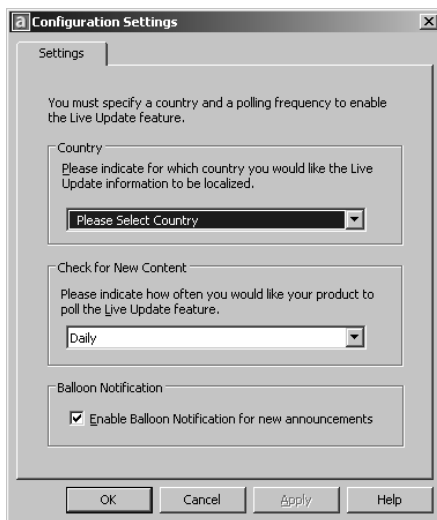 a Configuration Settings
Settings
You must specify a country and a polling frequency to enable
the Live Update feature.
Country
Please indicate for which country you would like the Live
Update information to be localized.
Please Select Country
Check for New Content
Please indicate how often you would like your product to
poll the Live Update feature.
Daily
Balloon Notification
Enable Balloon Notification for new announcements
OK Cancel Apply Help